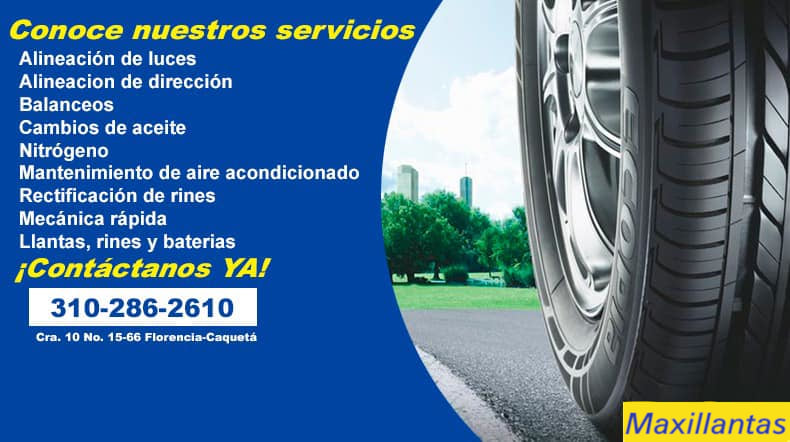 Conoce nuestros servicios
Alineación de luces
Alineacion de dirección
Balanceos
Cambios de aceite
Nitrógeno
Mantenimiento de aire acondicionado
Rectificación de rines
Mecánica rápida
Llantas, rines y baterias
¡Contáctanos YA!
310-286-2610
Cra. 10 No. 15-66 Florencia-Caquetá
ECOPIA
Maxillantas